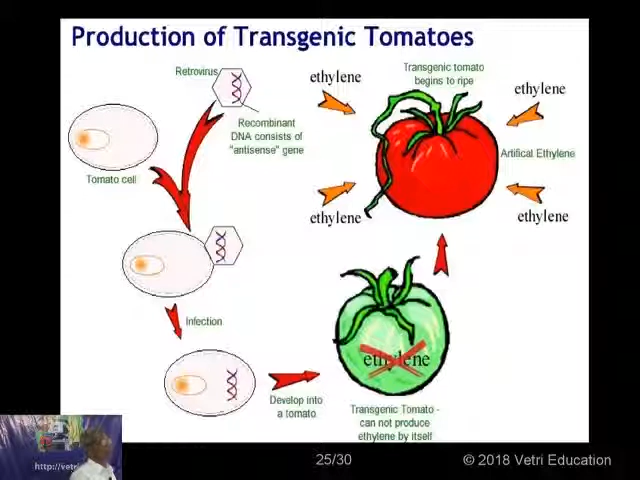 Production of Transgenic Tomatoes
Retrovirus
Recombinant
DNA consists of
"antisense" gene
Tomato cell
Infection
Develop into
a tomato
ethylene
Transgenic Tomato -
can not produce
ethylene by itself
Transgenic tomato
begins to ripe
ethylene
ethylene
Artifical Ethylene
ethylene
ethylene
25/30
© 2018 Vetri Education